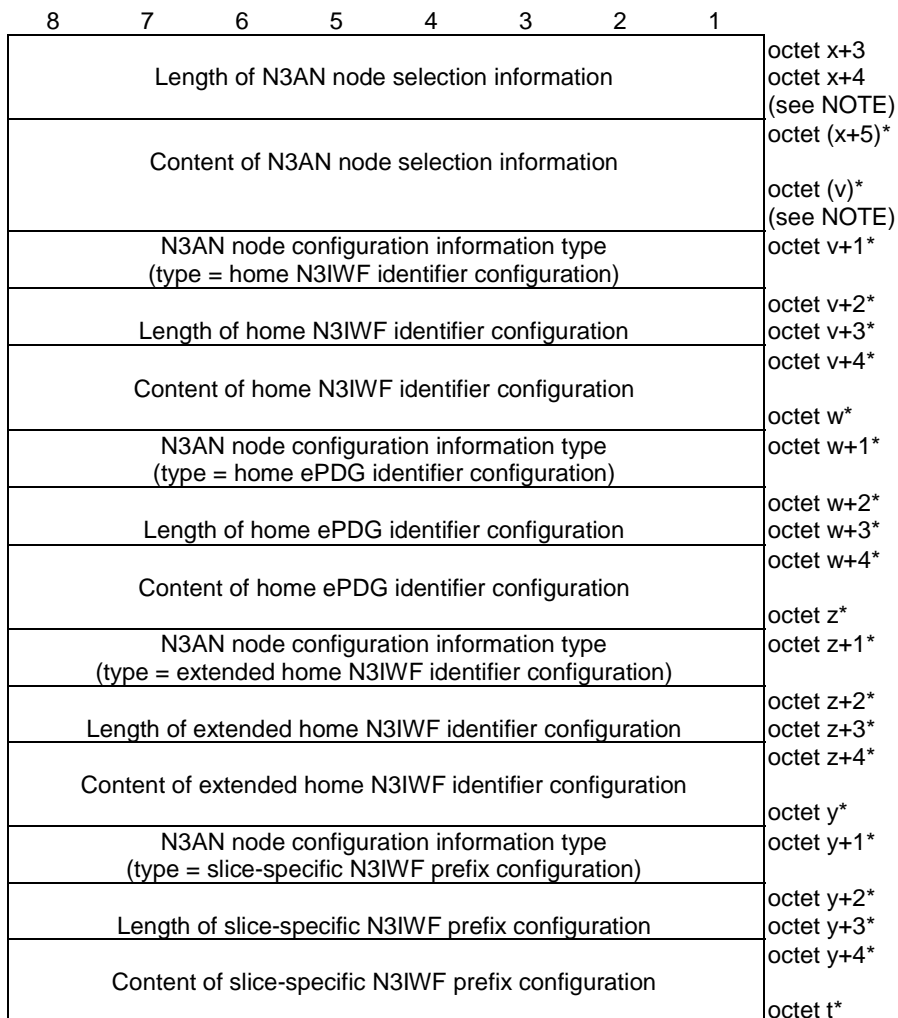 8 7 6 5 4 3 2 1
octet x+3
Length of N3AN node selection information octet x+4
(see NOTE)
octet (x+5)*
Content of N3AN node selection information
octet (v)*
(see NOTE)
N3AN node configuration information type octet v+1*
(type = home N3IWF identifier configuration)
octet v+2*
Length of home N3IWF identifier configuration octet v+3*
octet v+4*
Content of home N3IWF identifier configuration
octet w*
N3AN node configuration information type octet w+1*
(type = home ePDG identifier configuration)
octet w+2*
Length of home ePDG identifier configuration octet w+3*
octet w+4*
Content of home ePDG identifier configuration
octet z*
N3AN node configuration information type octet z+1*
(type = extended home N3IWF identifier configuration)
octet z+2*
Length of extended home N3IWF identifier configuration octet z+3*
octet z+4*
Content of extended home N3IWF identifier configuration
octet y*
N3AN node configuration information type octet y+1*
(type = slice-specific N3IWF prefix configuration)
octet y+2*
Length of slice-specific N3IWF prefix configuration octet y+3*
octet y+4*
Content of slice-specific N3IWF prefix configuration
octet t*